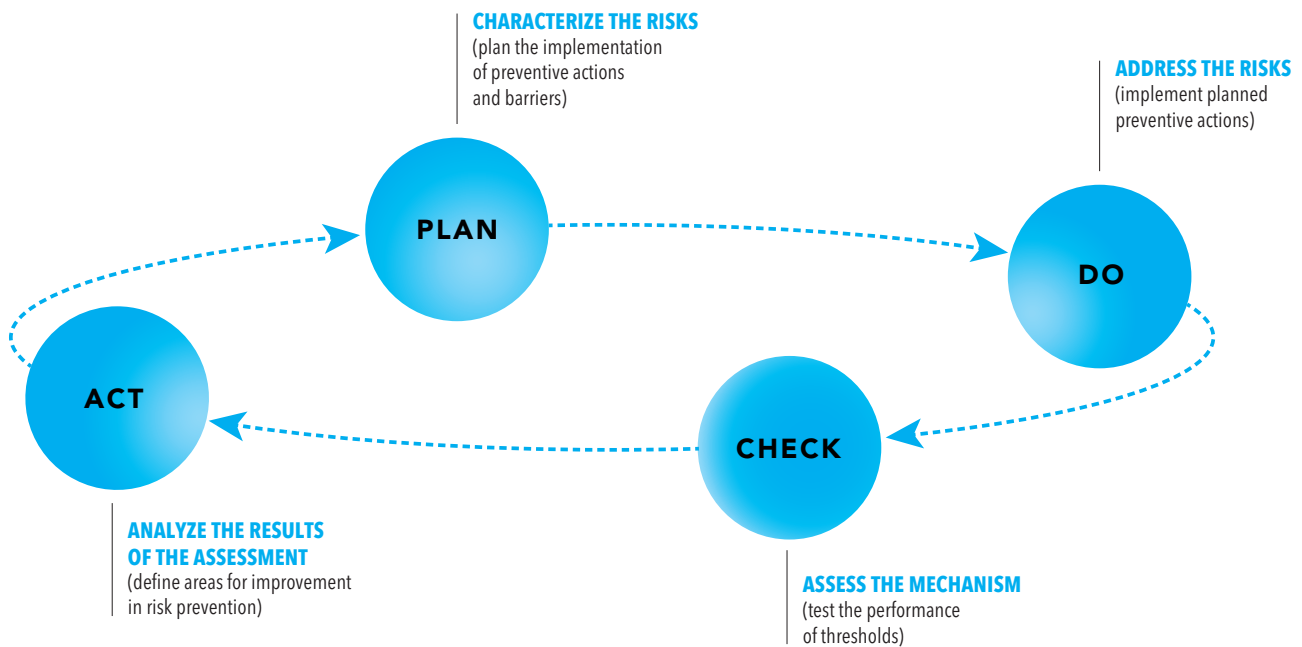 CHARACTERIZE THE RISKS
(plan the implementation
of preventive actions
and barriers)
ADDRESS THE RISKS
(implement planned
preventive actions)
PLAN
DO
ACT
CHECK
ANALYZE THE RESULTS
OF THE ASSESSMENT
(define areas for improvement
in risk prevention)
ASSESS THE MECHANISM
(test the performance
of thresholds)